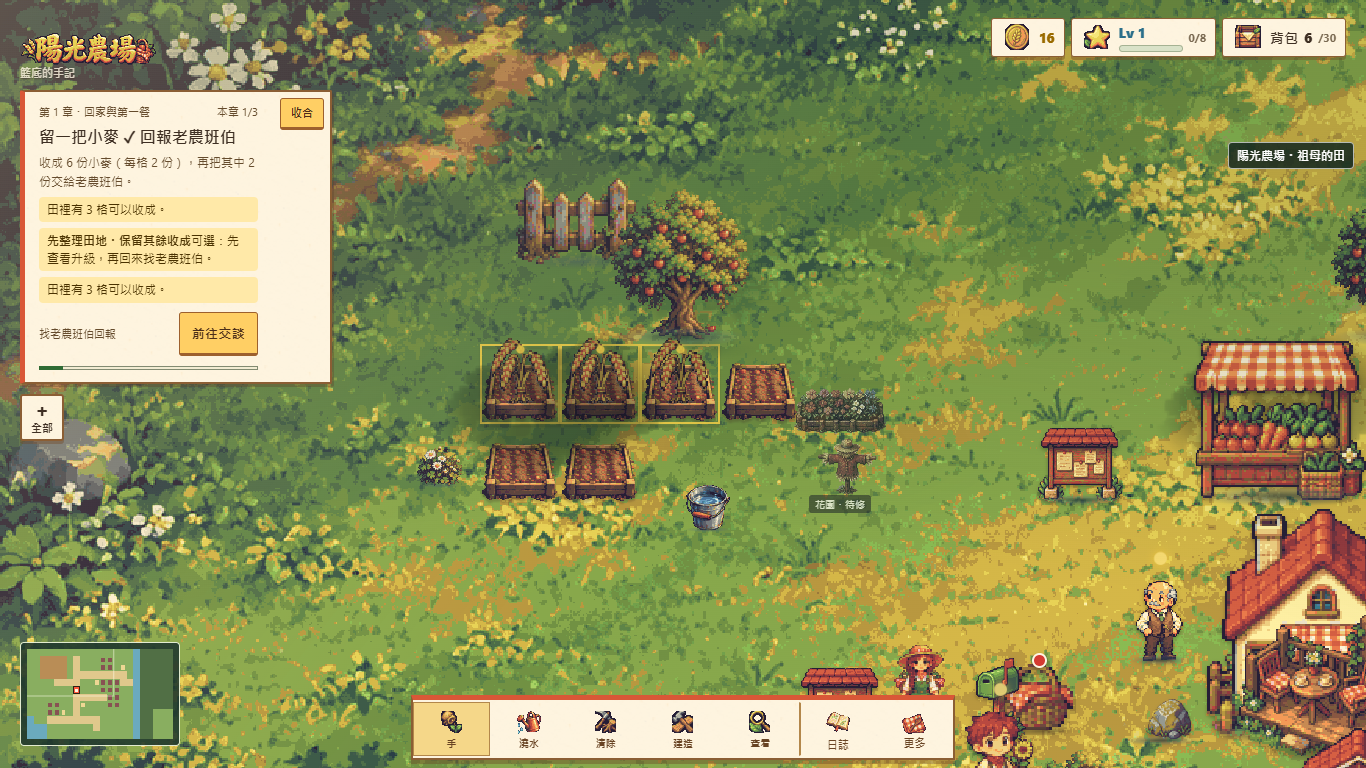 陽光農場
籃底的手記
第 1 章・回家與第一餐
本章 1/3
收合
留一把小麥 ✓ 回報老農班伯
收成 6 份小麥（每格 2 份），再把其中 2
份交給老農班伯。
田裡有 3 格可以收成。
先整理田地・保留其餘收成可選：先
查看升級，再回來找老農班伯。
田裡有 3 格可以收成。
找老農班伯回報
前往交談
+
全部
16
Lv 1
0/8
背包 6 /30
陽光農場・祖母的田
花圃・待修
手
澆水
清除
建造
查看
日誌
更多